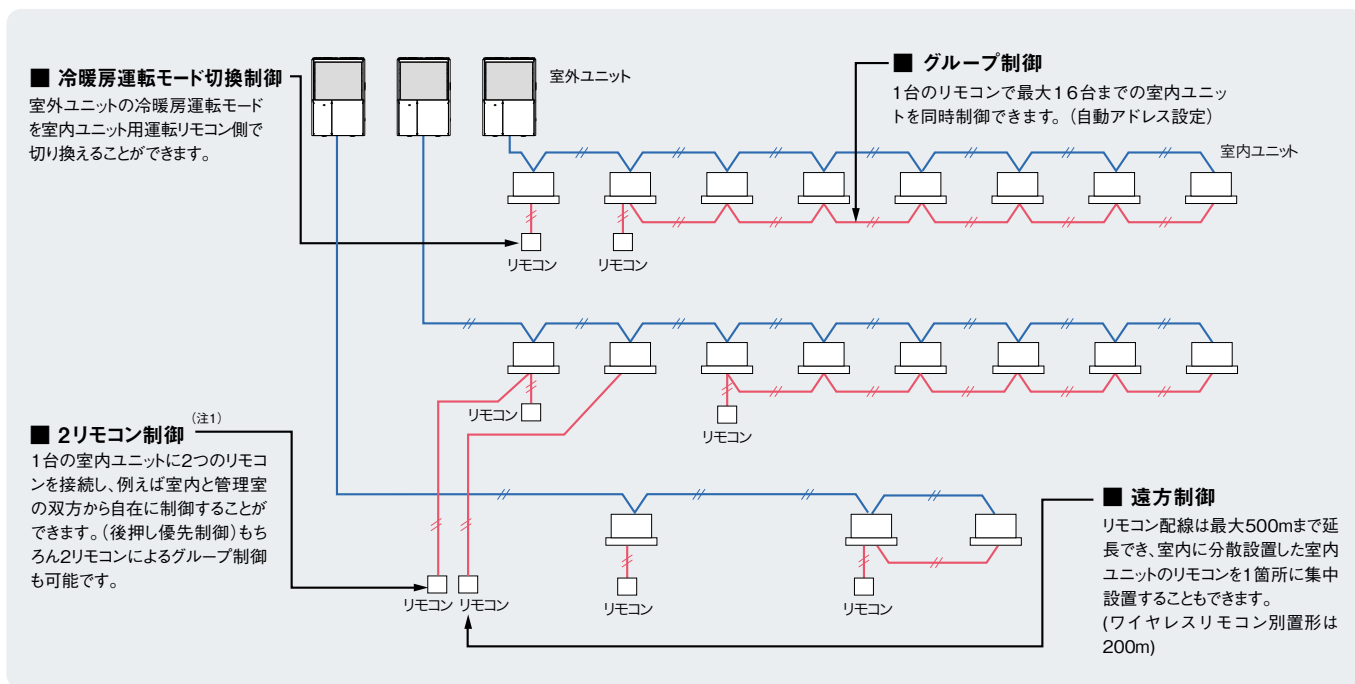 ■ 冷暖房運転モード切換制御
室外ユニットの冷暖房運転モード
を室内ユニット用運転リモコン側で
切り換えることができます。
室外ユニット
■ グループ制御
1台のリモコンで最大16台までの室内ユニッ
トを同時制御できます。（自動アドレス設定）
室内ユニット
リモコン
リモコン
リモコン
リモコン
■ 2リモコン制御（注1）
1台の室内ユニットに2つのリモコ
ンを接続し、例えば室内と管理室
の双方から自在に制御することが
できます。（後押し優先制御）もち
ろん2リモコンによるグループ制御
も可能です。
リモコン
リモコン
リモコン
リモコン
■ 遠方制御
リモコン配線は最大500mまで延
長でき、室内に分散設置した室内
ユニットのリモコンを1箇所に集中
設置することもできます。
(ワイヤレスリモコン別置形は
200m)